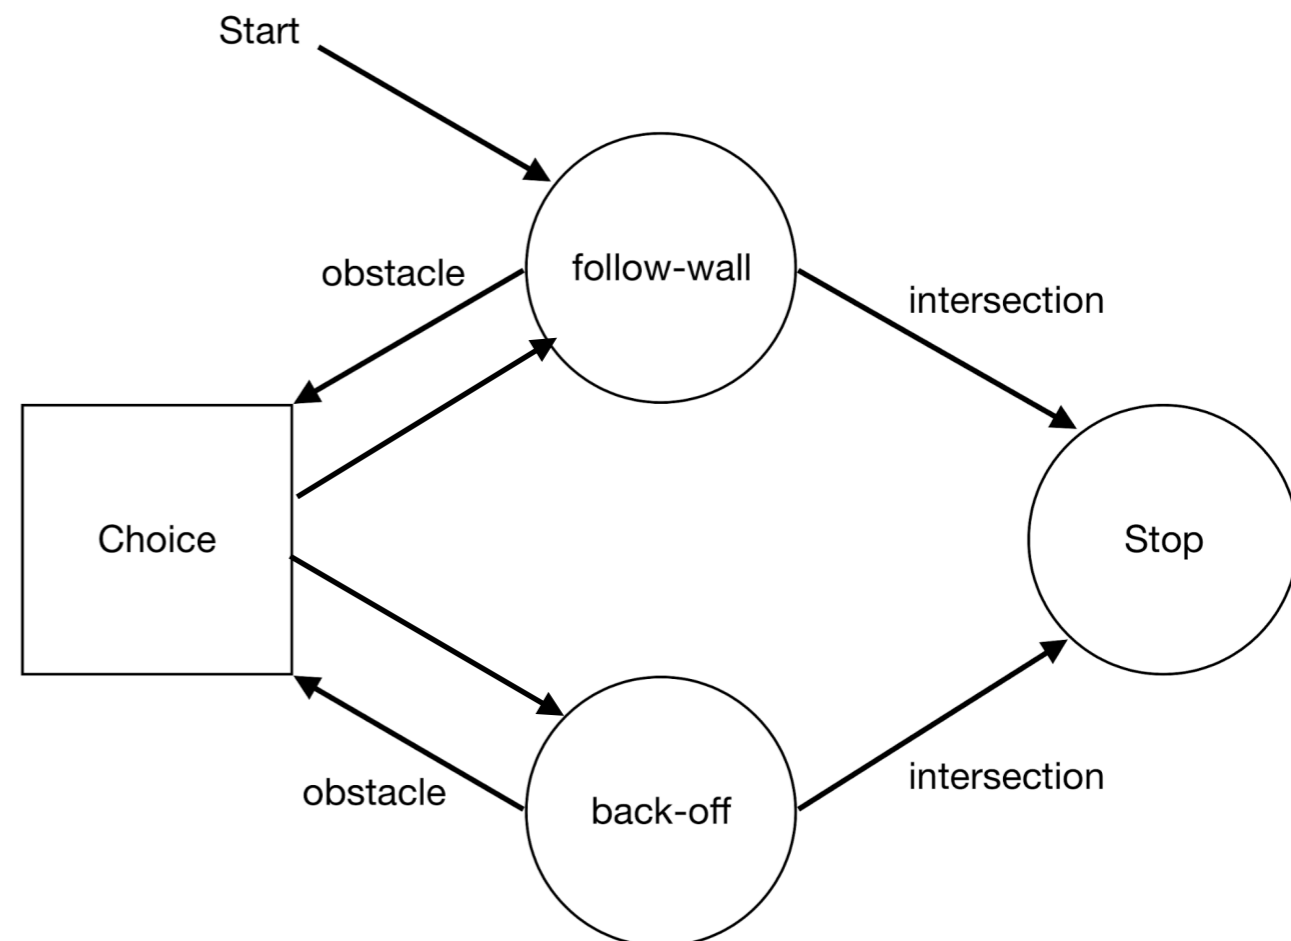 Start
follow-wall
obstacle
intersection
Choice
Stop
obstacle
intersection
back-off